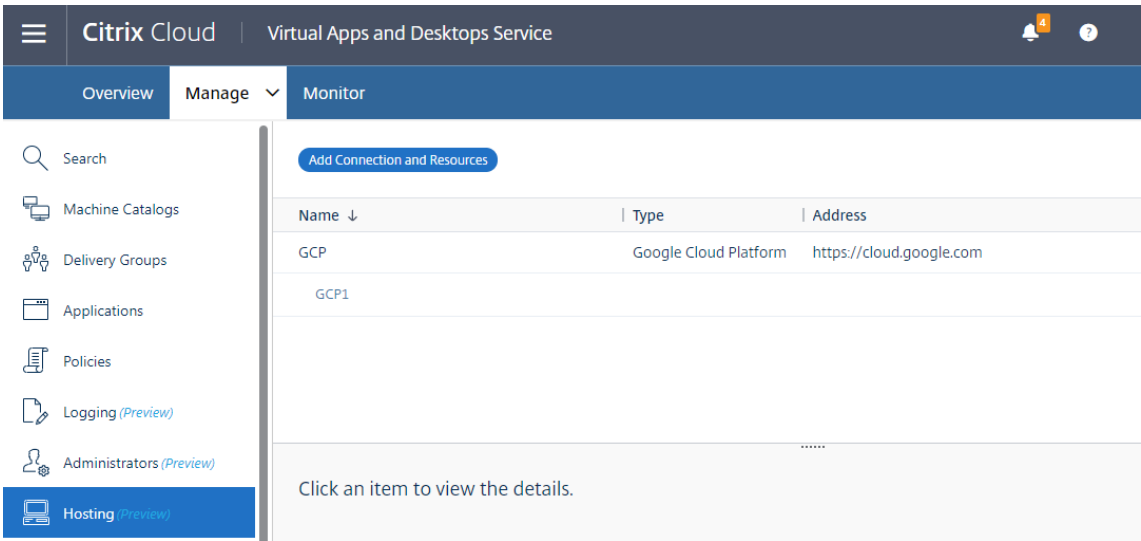 Citrix Cloud | Virtual Apps and Desktops Service 4 ?
Overview Manage Monitor
Search
Machine Catalogs
Delivery Groups
Applications
Policies
Logging (Preview)
Administrators (Preview)
Hosting (Preview)
Add Connection and Resources
Name ↓ Type Address
GCP Google Cloud Platform https://cloud.google.com
GCP1
Click an item to view the details.